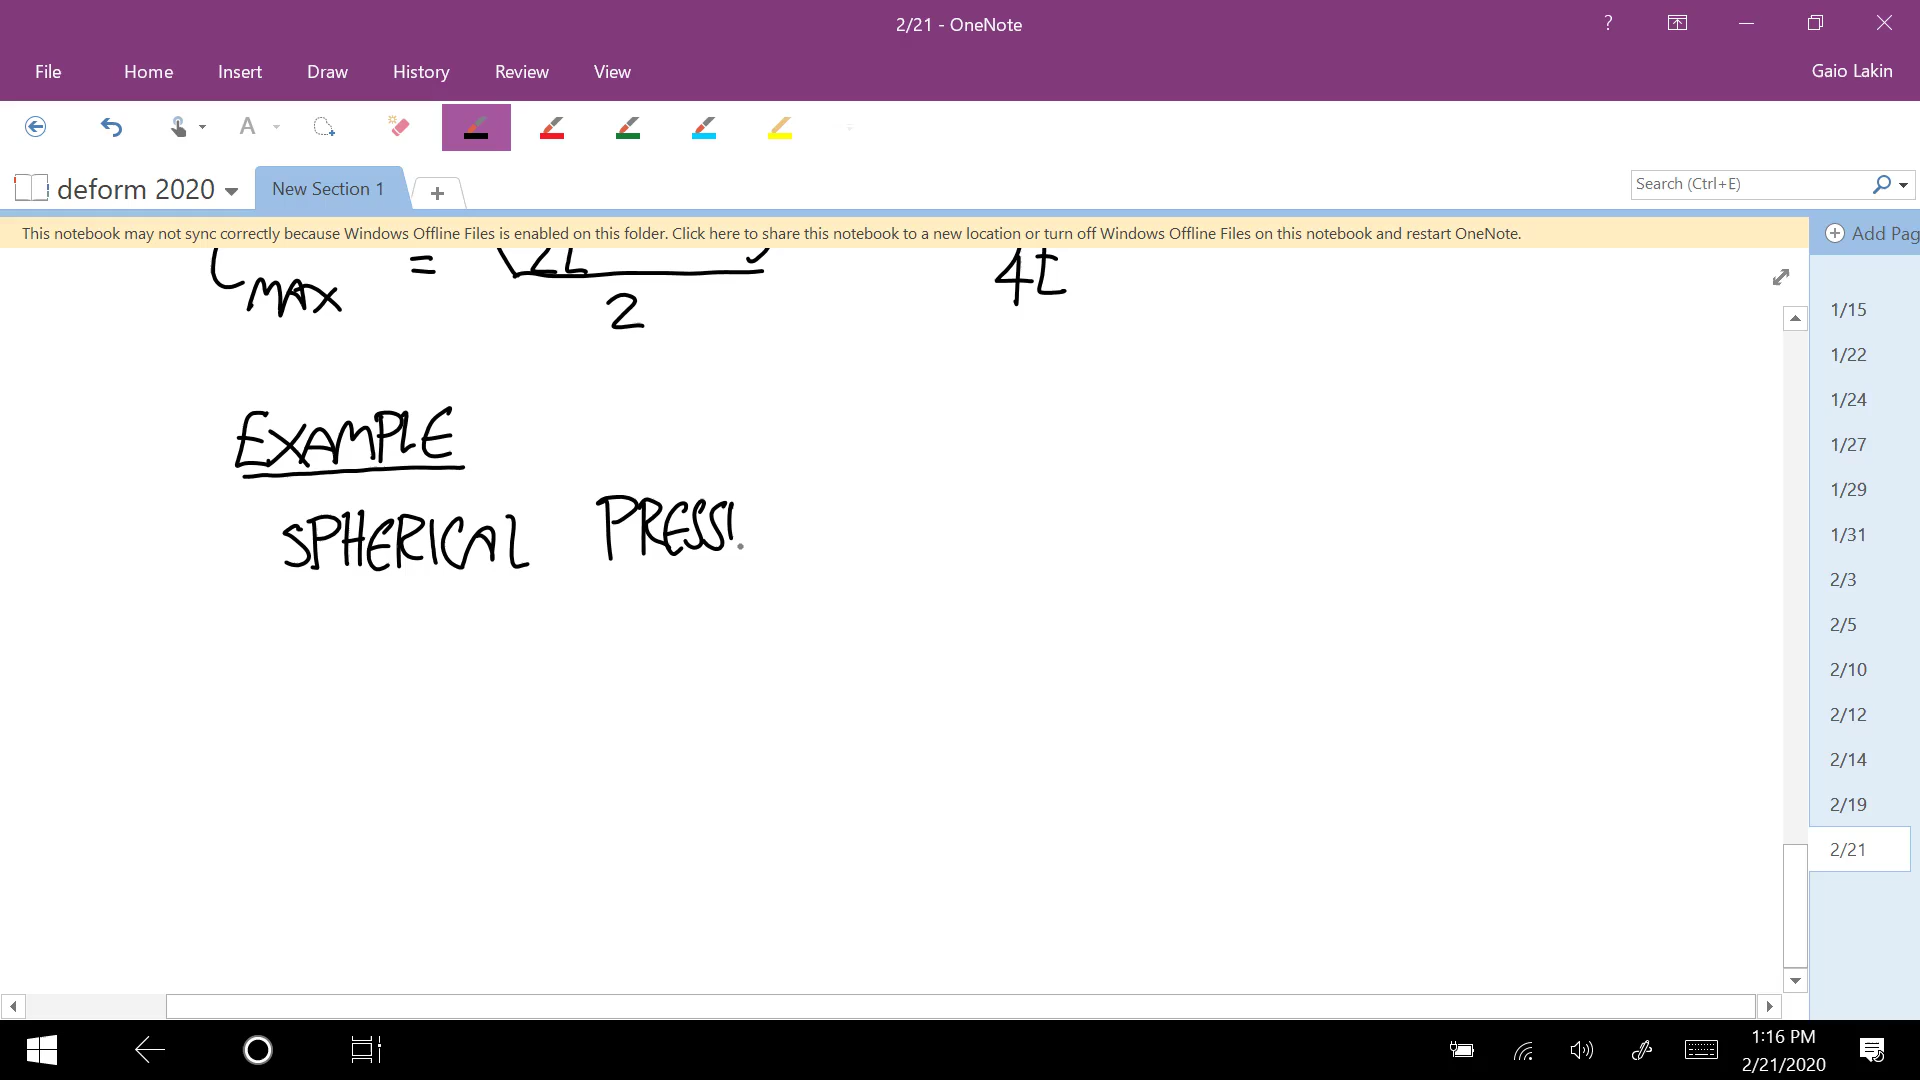 2/21 - OneNote
?
File Home Insert Draw History Review View
Gaio Lakin
A
deform 2020
New Section 1
+
Search (Ctrl+E)
This notebook may not sync correctly because Windows Offline Files is enabled on this folder. Click here to share this notebook to a new location or turn off Windows Offline Files on this notebook and restart OneNote.
Add Pag
MAX =
2
4t
EXAMPLE
SPHERICAL PRESS
1/15
1/22
1/24
1/27
1/29
1/31
2/3
2/5
2/10
2/12
2/14
2/19
2/21
1:16 PM
2/21/2020